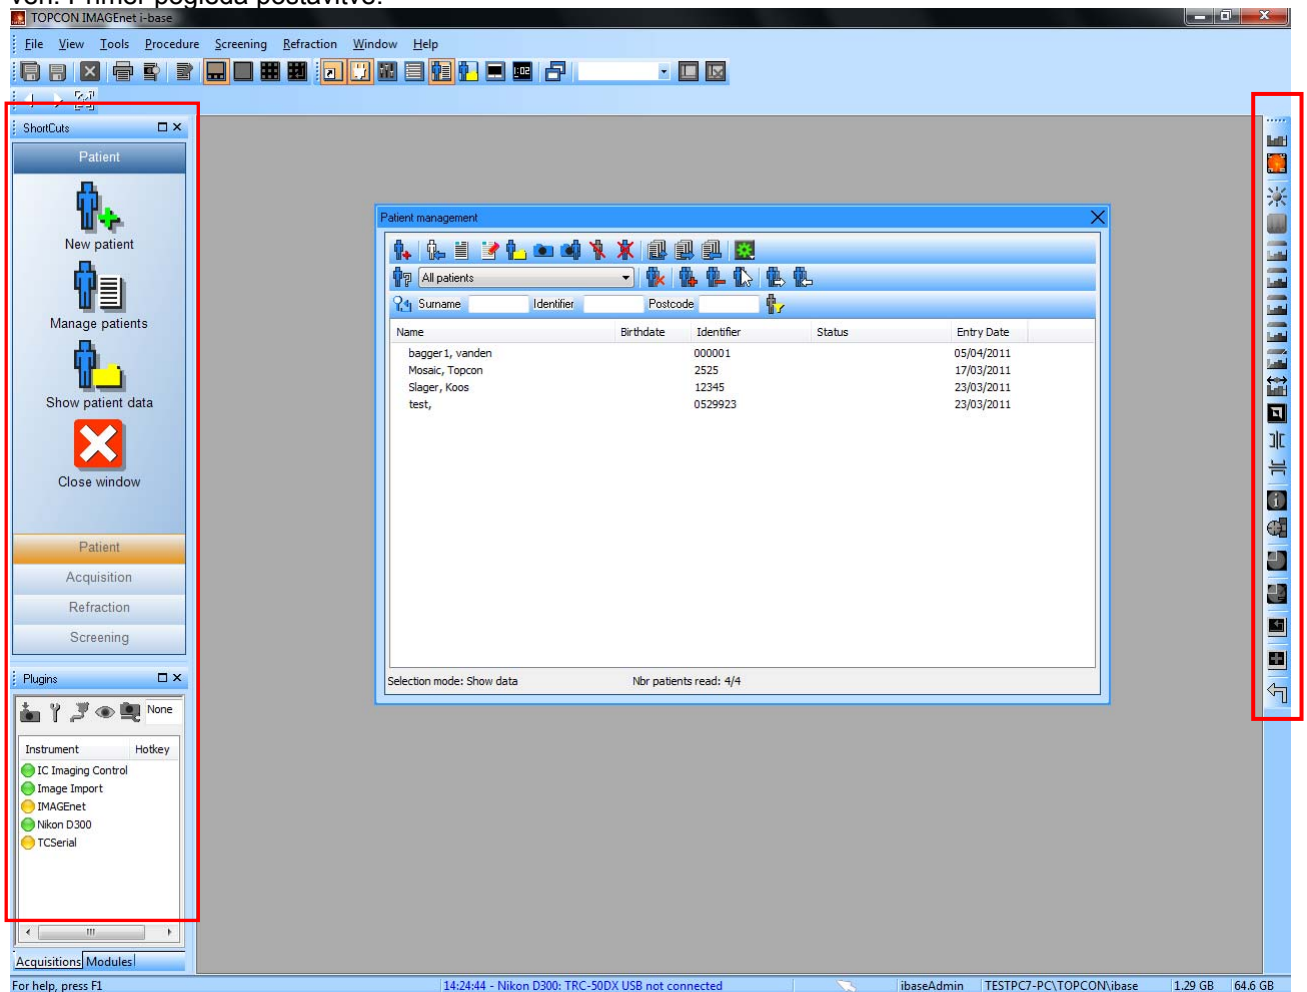 ven. Primer pogleda postavitve:
TOPCON IMAGEnet i-base
File View Tools Procedure Screening Refraction Window Help
ShortCuts
Patient
New patient
Manage patients
Show patient data
Close window
Patient
Acquisition
Refraction
Screening
Plugins
None
Instrument Hotkey
IC Imaging Control
Image Import
IMAGEnet
Nikon D300
TCSerial
Acquisitions Modules
Patient management
All patients
Surname Identifier Postcode
Name Birthdate Identifier Status Entry Date
bagger1, vanden 000001 05/04/2011
Mosaic, Topcon 2525 17/03/2011
Slager, Koos 12345 23/03/2011
test, 0529923 23/03/2011
Selection mode: Show data Nbr patients read: 4/4
For help, press F1 14:24:44 - Nikon D300: TRC-50DX USB not connected ibaseAdmin TESTPC7-PC\TOPCON\ibase 1.29 GB 64.6 GB